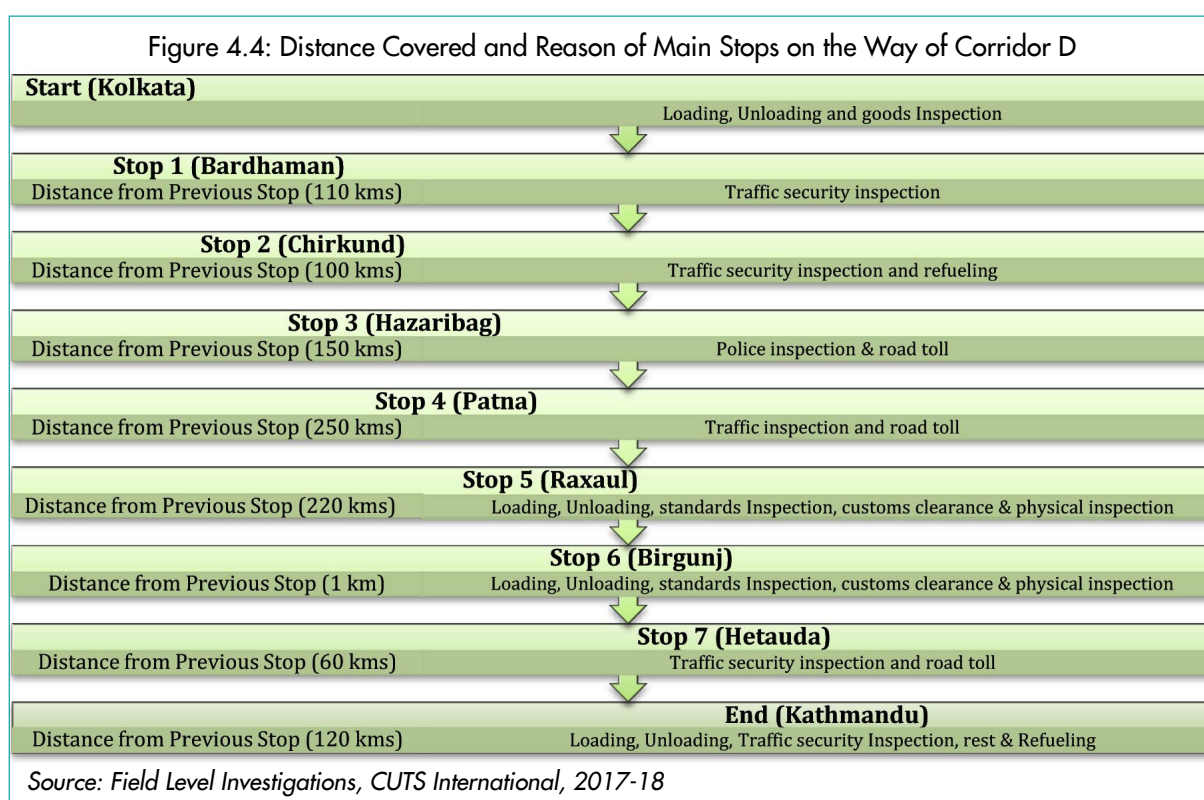 Figure 4.4: Distance Covered and Reason of Main Stops on the Way of Corridor D
Start (Kolkata)
Loading, Unloading and goods Inspection
Stop 1 (Bardhaman)
Distance from Previous Stop (110 kms) Traffic security inspection
Stop 2 (Chirkund)
Distance from Previous Stop (100 kms) Traffic security inspection and refueling
Stop 3 (Hazaribag)
Distance from Previous Stop (150 kms) Police inspection & road toll
Stop 4 (Patna)
Distance from Previous Stop (250 kms) Traffic inspection and road toll
Stop 5 (Raxaul)
Distance from Previous Stop (220 kms) Loading, Unloading, standards Inspection, customs clearance & physical inspection
Stop 6 (Birgunj)
Distance from Previous Stop (1 km) Loading, Unloading, standards Inspection, customs clearance & physical inspection
Stop 7 (Hetauda)
Distance from Previous Stop (60 kms) Traffic security inspection and road toll
End (Kathmandu)
Distance from Previous Stop (120 kms) Loading, Unloading, Traffic security Inspection, rest & Refueling
Source: Field Level Investigations, CUTS International, 2017-18